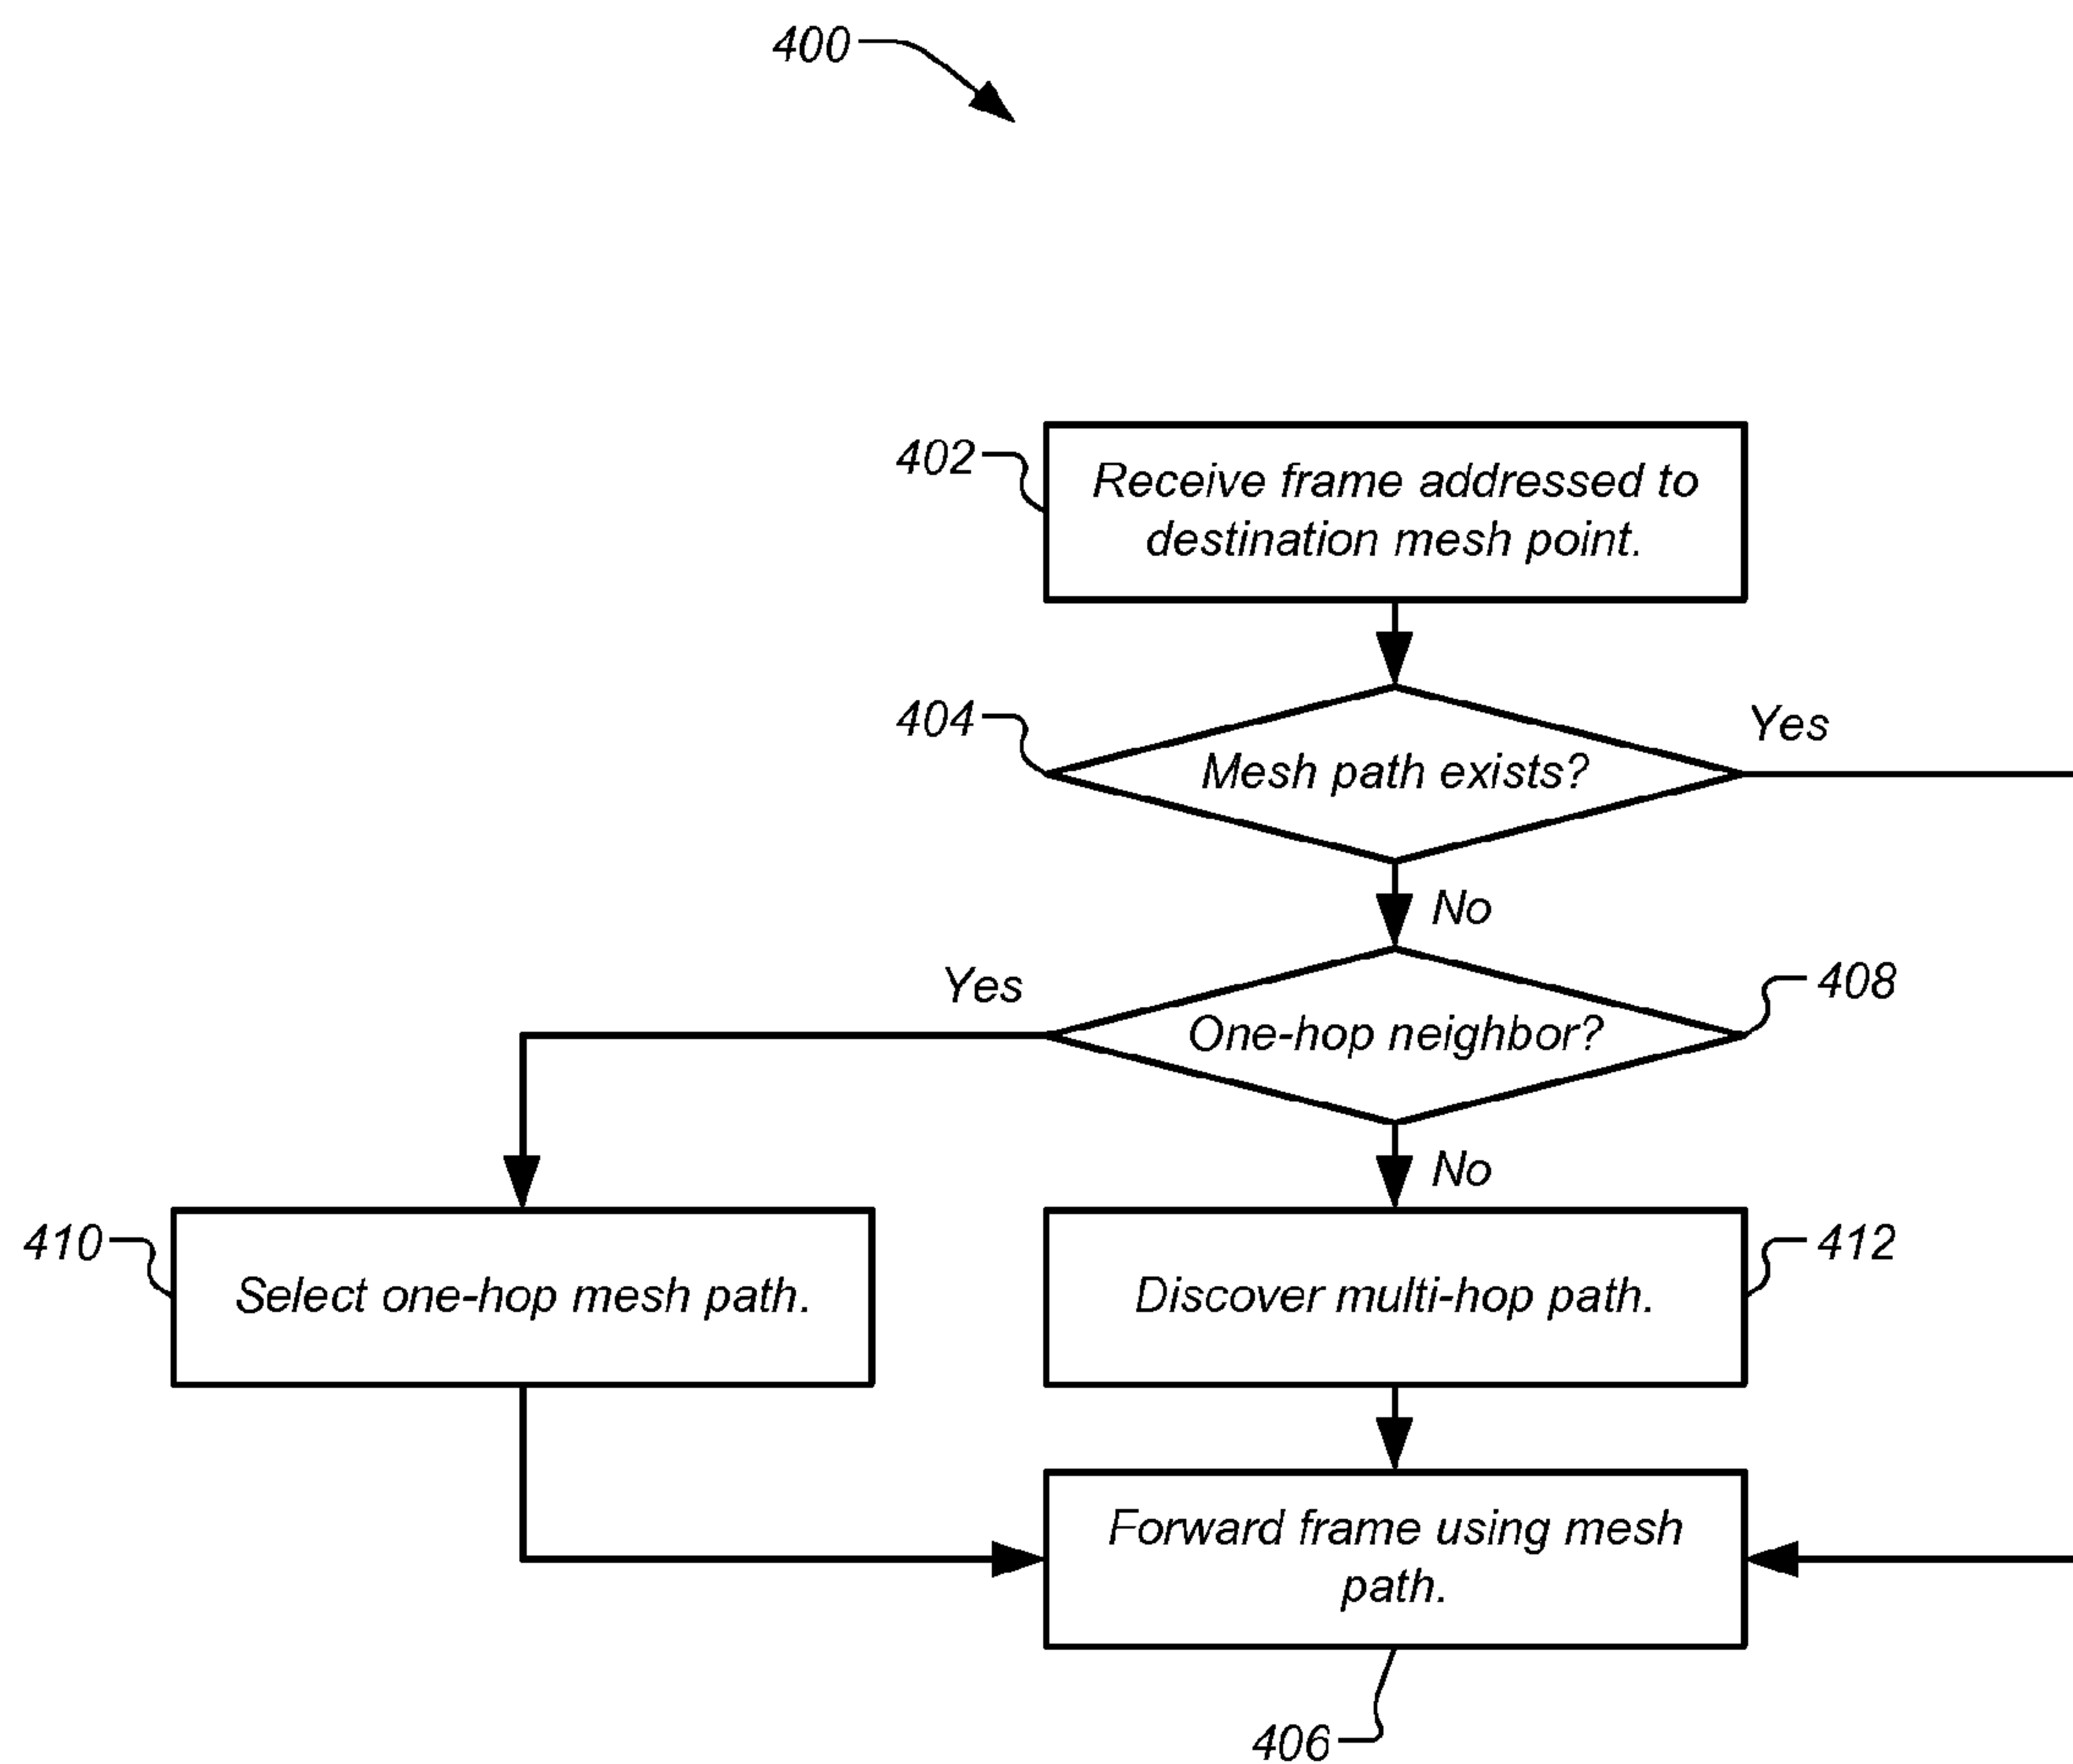 400
402
Receive frame addressed to
destination mesh point.
404
Mesh path exists?
Yes
No
Yes
One-hop neighbor?
408
No
410
Select one-hop mesh path.
Discover multi-hop path.
412
Forward frame using mesh
path.
406